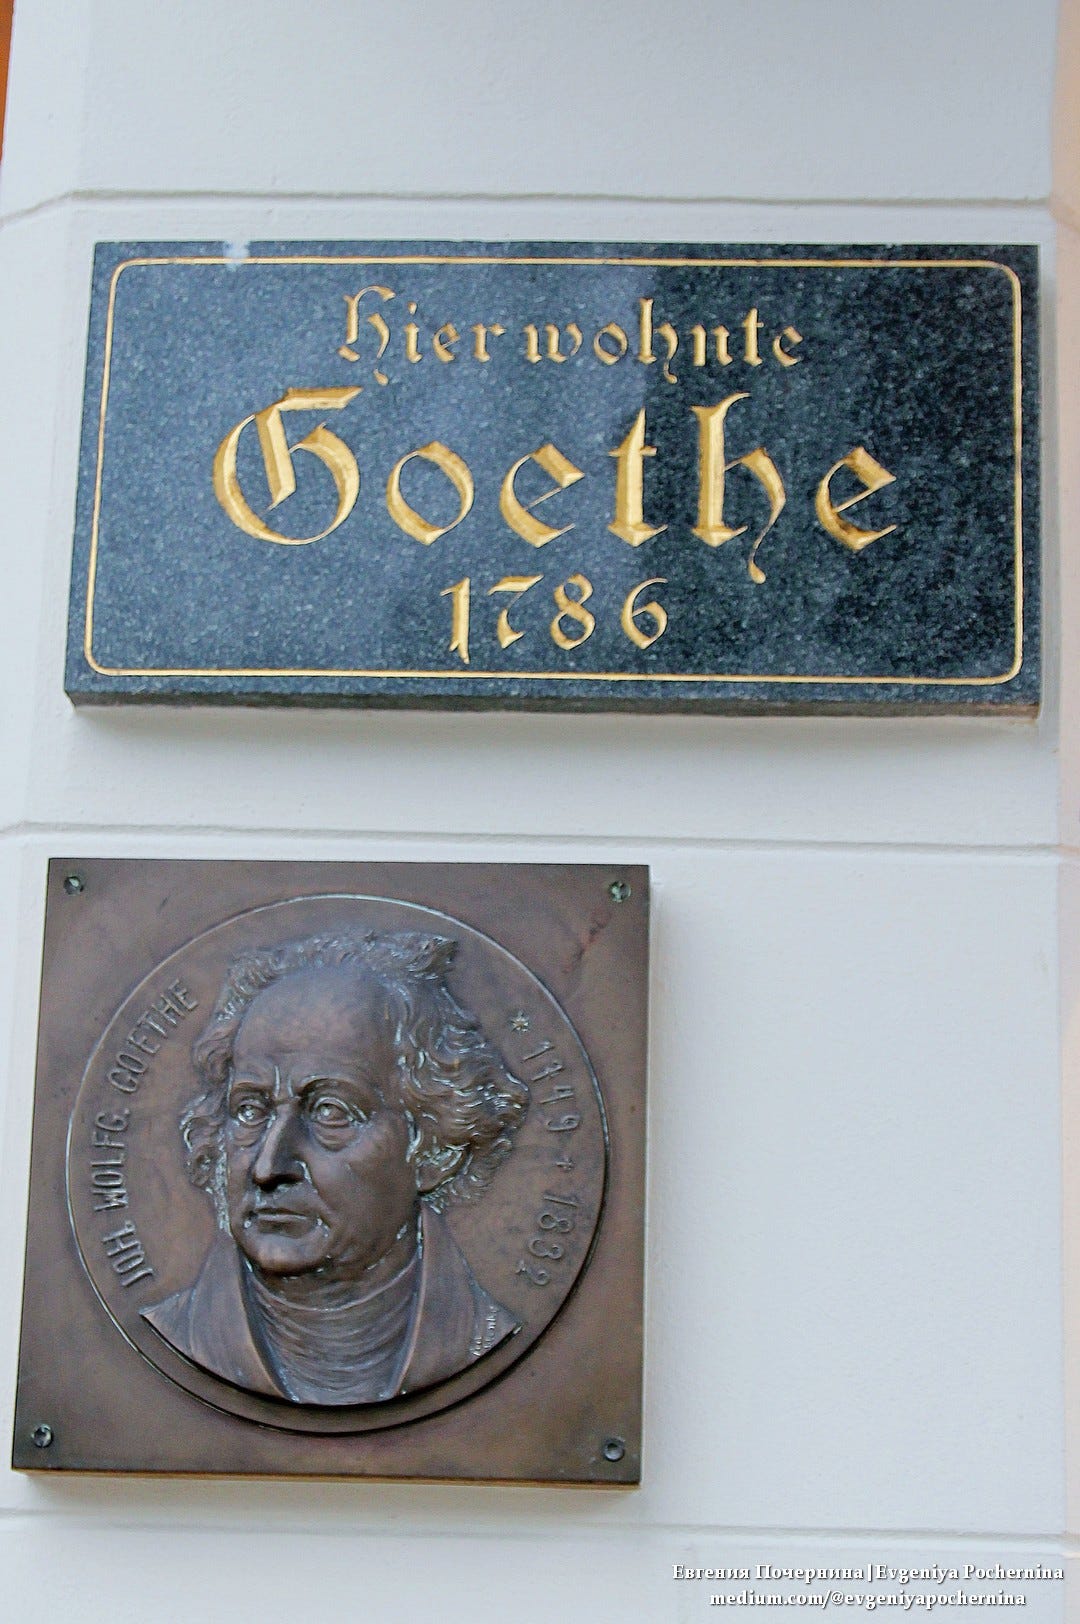 Hier wohnte
Goethe
1786
JOH. WOLFG. GOETHE
* 1749 + 1832
Евгения Почернина|Evgeniya Pochernina
medium.com/@evgeniyapochernina